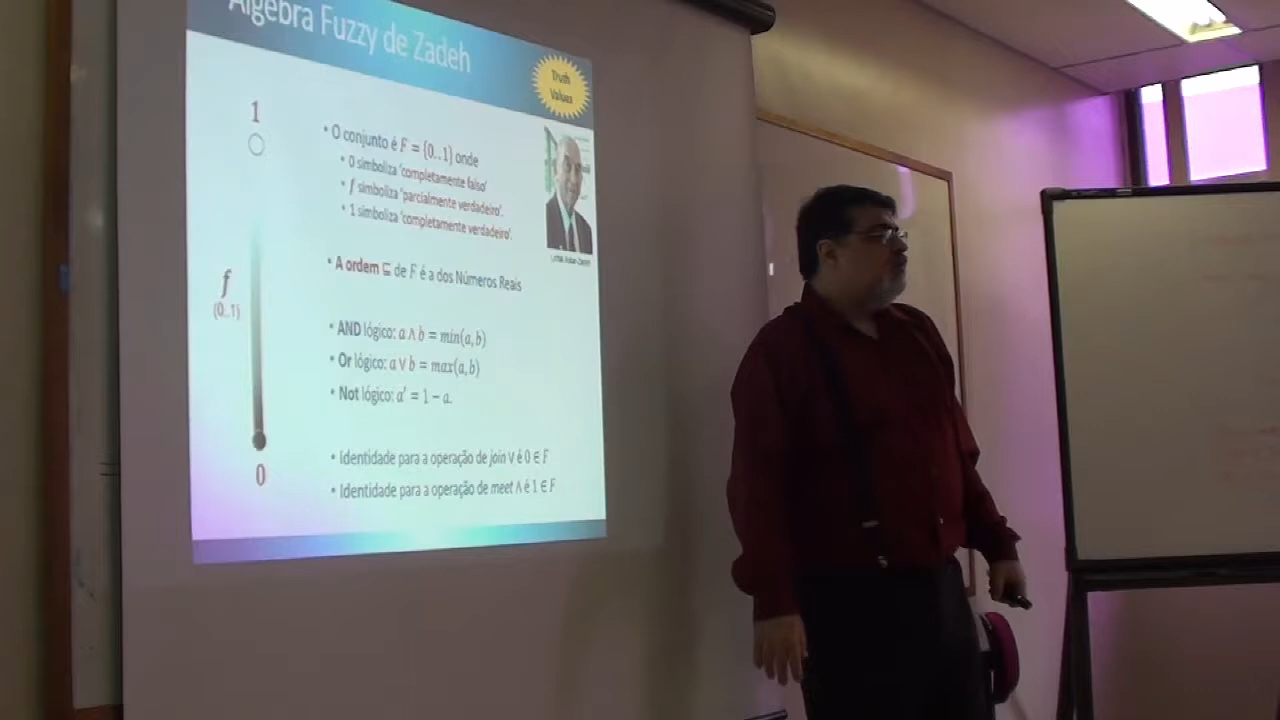 Álgebra Fuzzy de Zadeh
Truth
Values
1
• O conjunto é F = {0..1} onde
• 0 simboliza 'completamente falso'
• f simboliza 'parcialmente verdadeiro'.
• 1 simboliza 'completamente verdadeiro'.
• A ordem ⊆ de F é a dos Números Reais
f
(0..1)
• AND lógico: a ∧ b = min(a, b)
• Or lógico: a ∨ b = max(a, b)
• Not lógico: a' = 1 − a.
• Identidade para a operação de join ∨ é 0 ∈ F
• Identidade para a operação de meet ∧ é 1 ∈ F
0